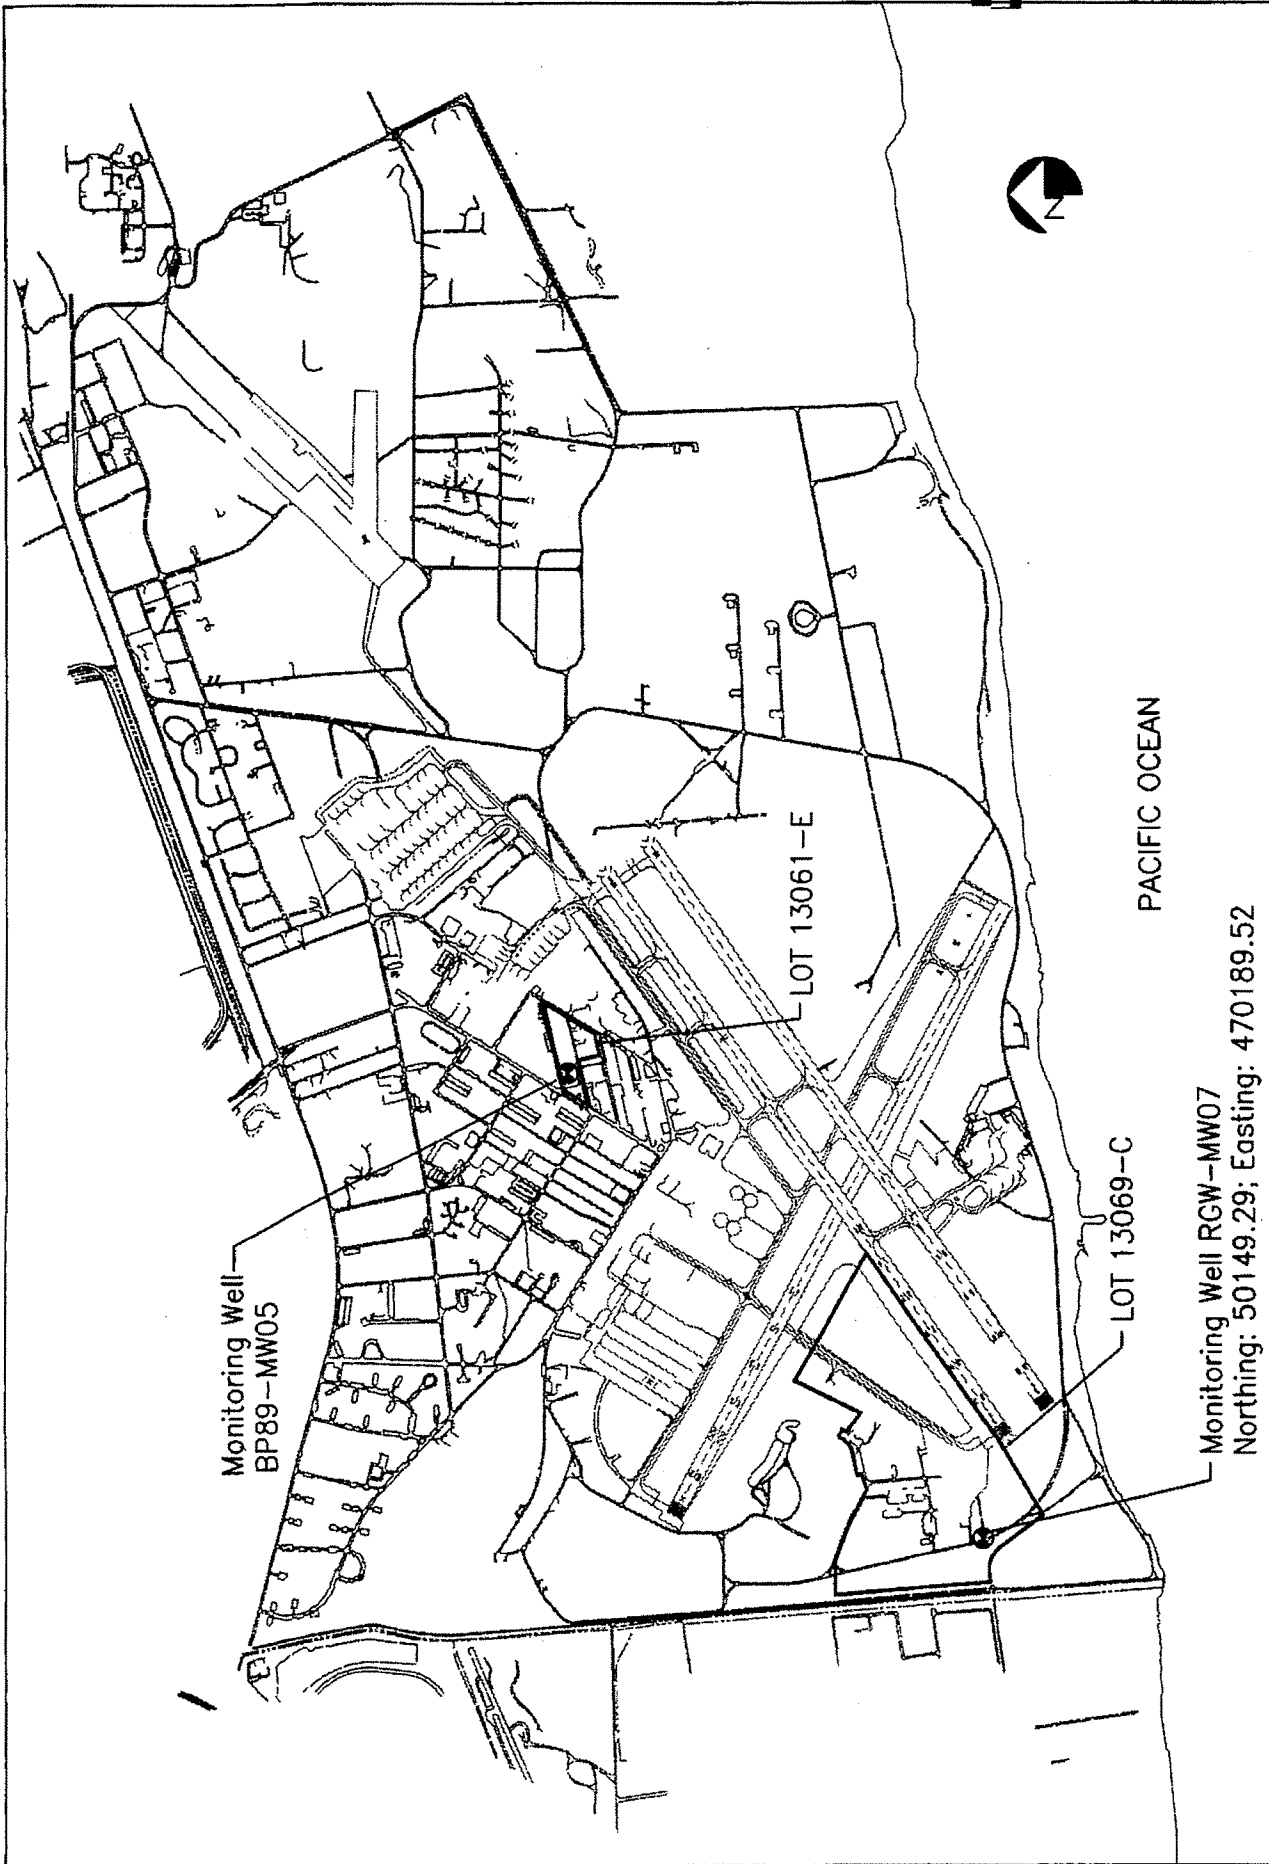 Monitoring Well
BP89-MW05
LOT 13061-E
PACIFIC OCEAN
LOT 13069-C
Monitoring Well RGW-MW07
Northing: 50149.29; Easting: 470189.52
N